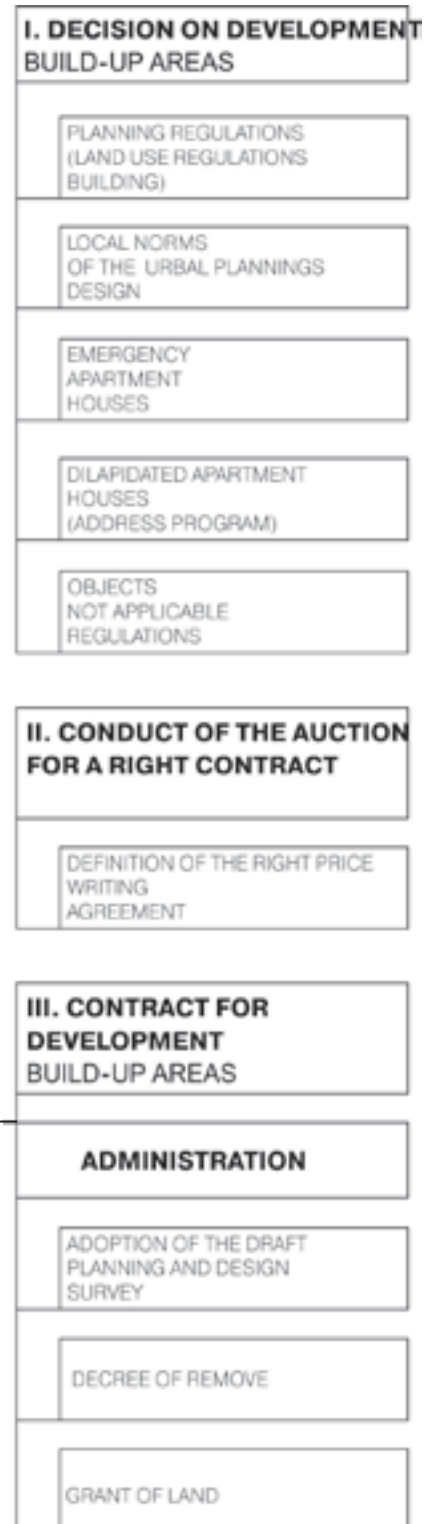 I. DECISION ON DEVELOPMENT
BUILD-UP AREAS
PLANNING REGULATIONS
(LAND USE REGULATIONS
BUILDING)
LOCAL NORMS
OF THE URBAL PLANNINGS
DESIGN
EMERGENCY
APARTMENT
HOUSES
DILAPIDATED APARTMENT
HOUSES
(ADDRESS PROGRAM)
OBJECTS
NOT APPLICABLE
REGULATIONS
II. CONDUCT OF THE AUCTION
FOR A RIGHT CONTRACT
DEFINITION OF THE RIGHT PRICE
WRITING
AGREEMENT
III. CONTRACT FOR
DEVELOPMENT
BUILD-UP AREAS
ADMINISTRATION
ADOPTION OF THE DRAFT
PLANNING AND DESIGN
SURVEY
DECREE OF REMOVE
GRANT OF LAND